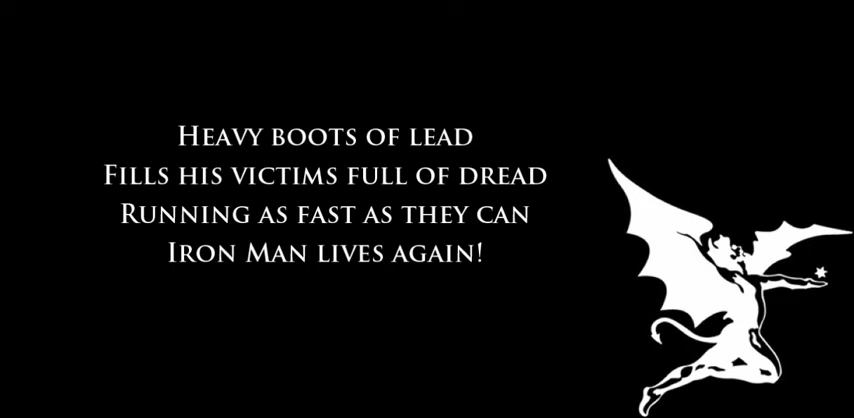 Heavy boots of lead
Fills his victims full of dread
Running as fast as they can
Iron Man lives again!